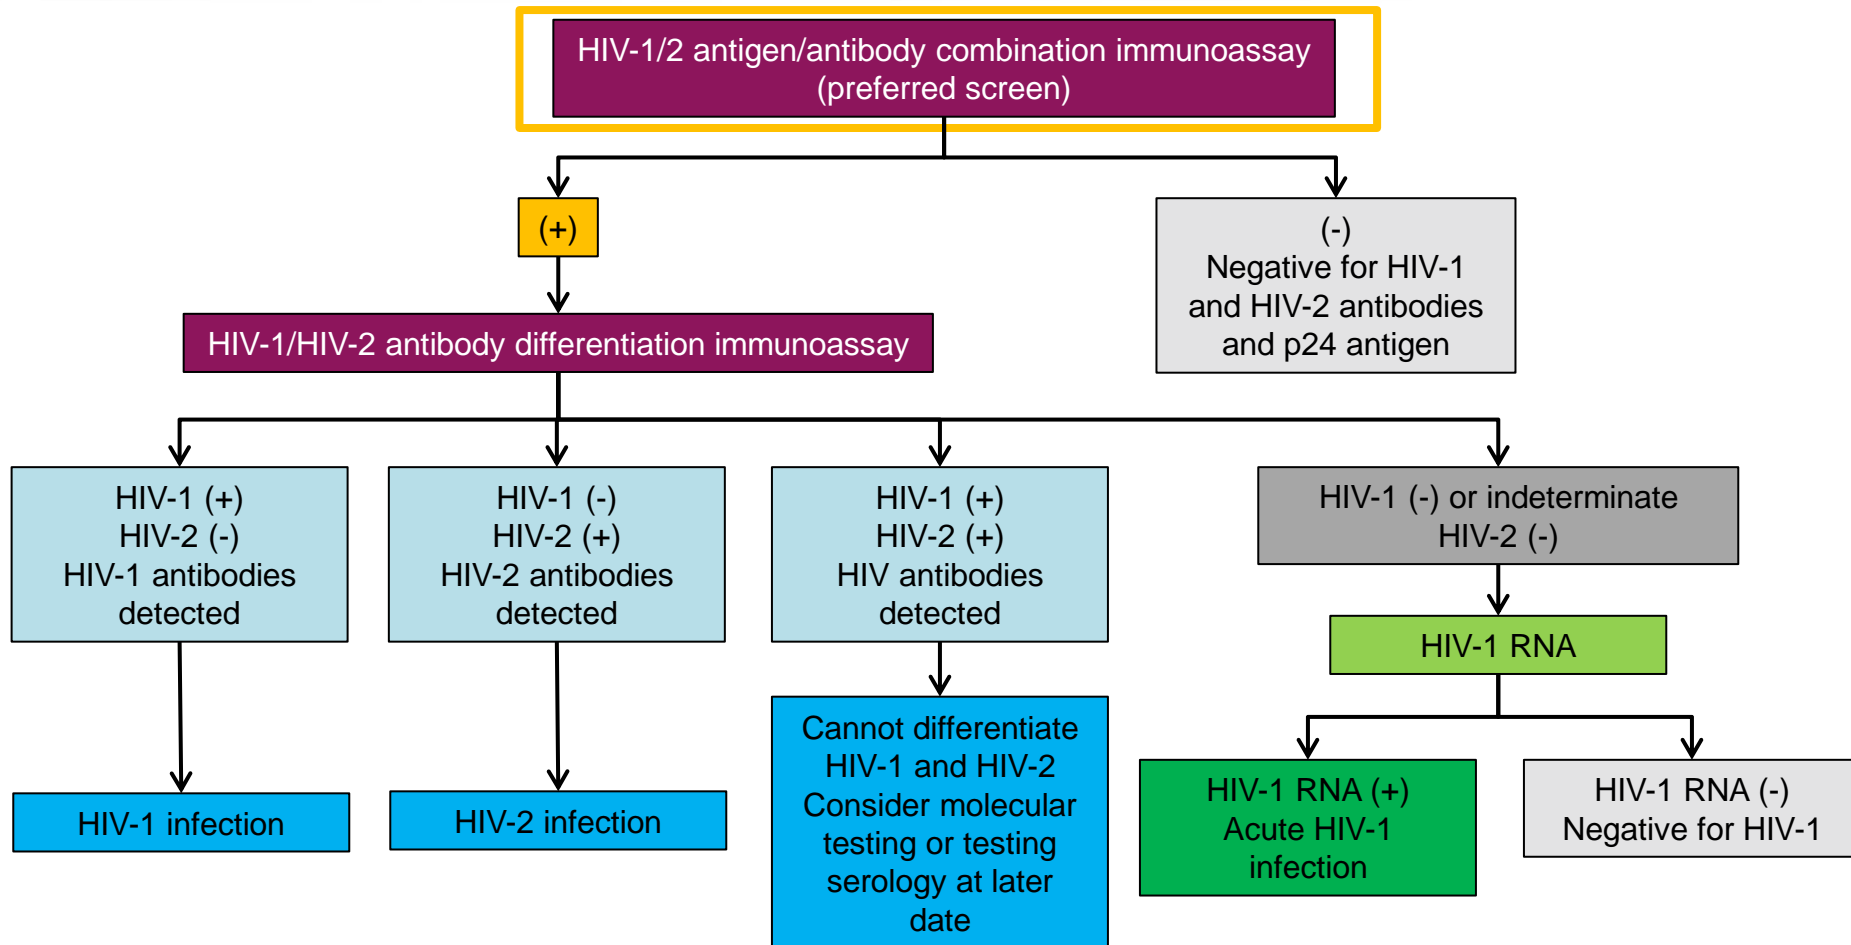 HIV-1/2 antigen/antibody combination immunoassay
(preferred screen)
(+)
(-)
Negative for HIV-1
and HIV-2 antibodies
and p24 antigen
HIV-1/HIV-2 antibody differentiation immunoassay
HIV-1 (+)
HIV-2 (-)
HIV-1 antibodies
detected
HIV-1 (-)
HIV-2 (+)
HIV-2 antibodies
detected
HIV-1 (+)
HIV-2 (+)
HIV antibodies
detected
HIV-1 (-) or indeterminate
HIV-2 (-)
HIV-1 RNA
HIV-1 infection
HIV-2 infection
Cannot differentiate
HIV-1 and HIV-2
Consider molecular
testing or testing
serology at later
date
HIV-1 RNA (+)
Acute HIV-1
infection
HIV-1 RNA (-)
Negative for HIV-1